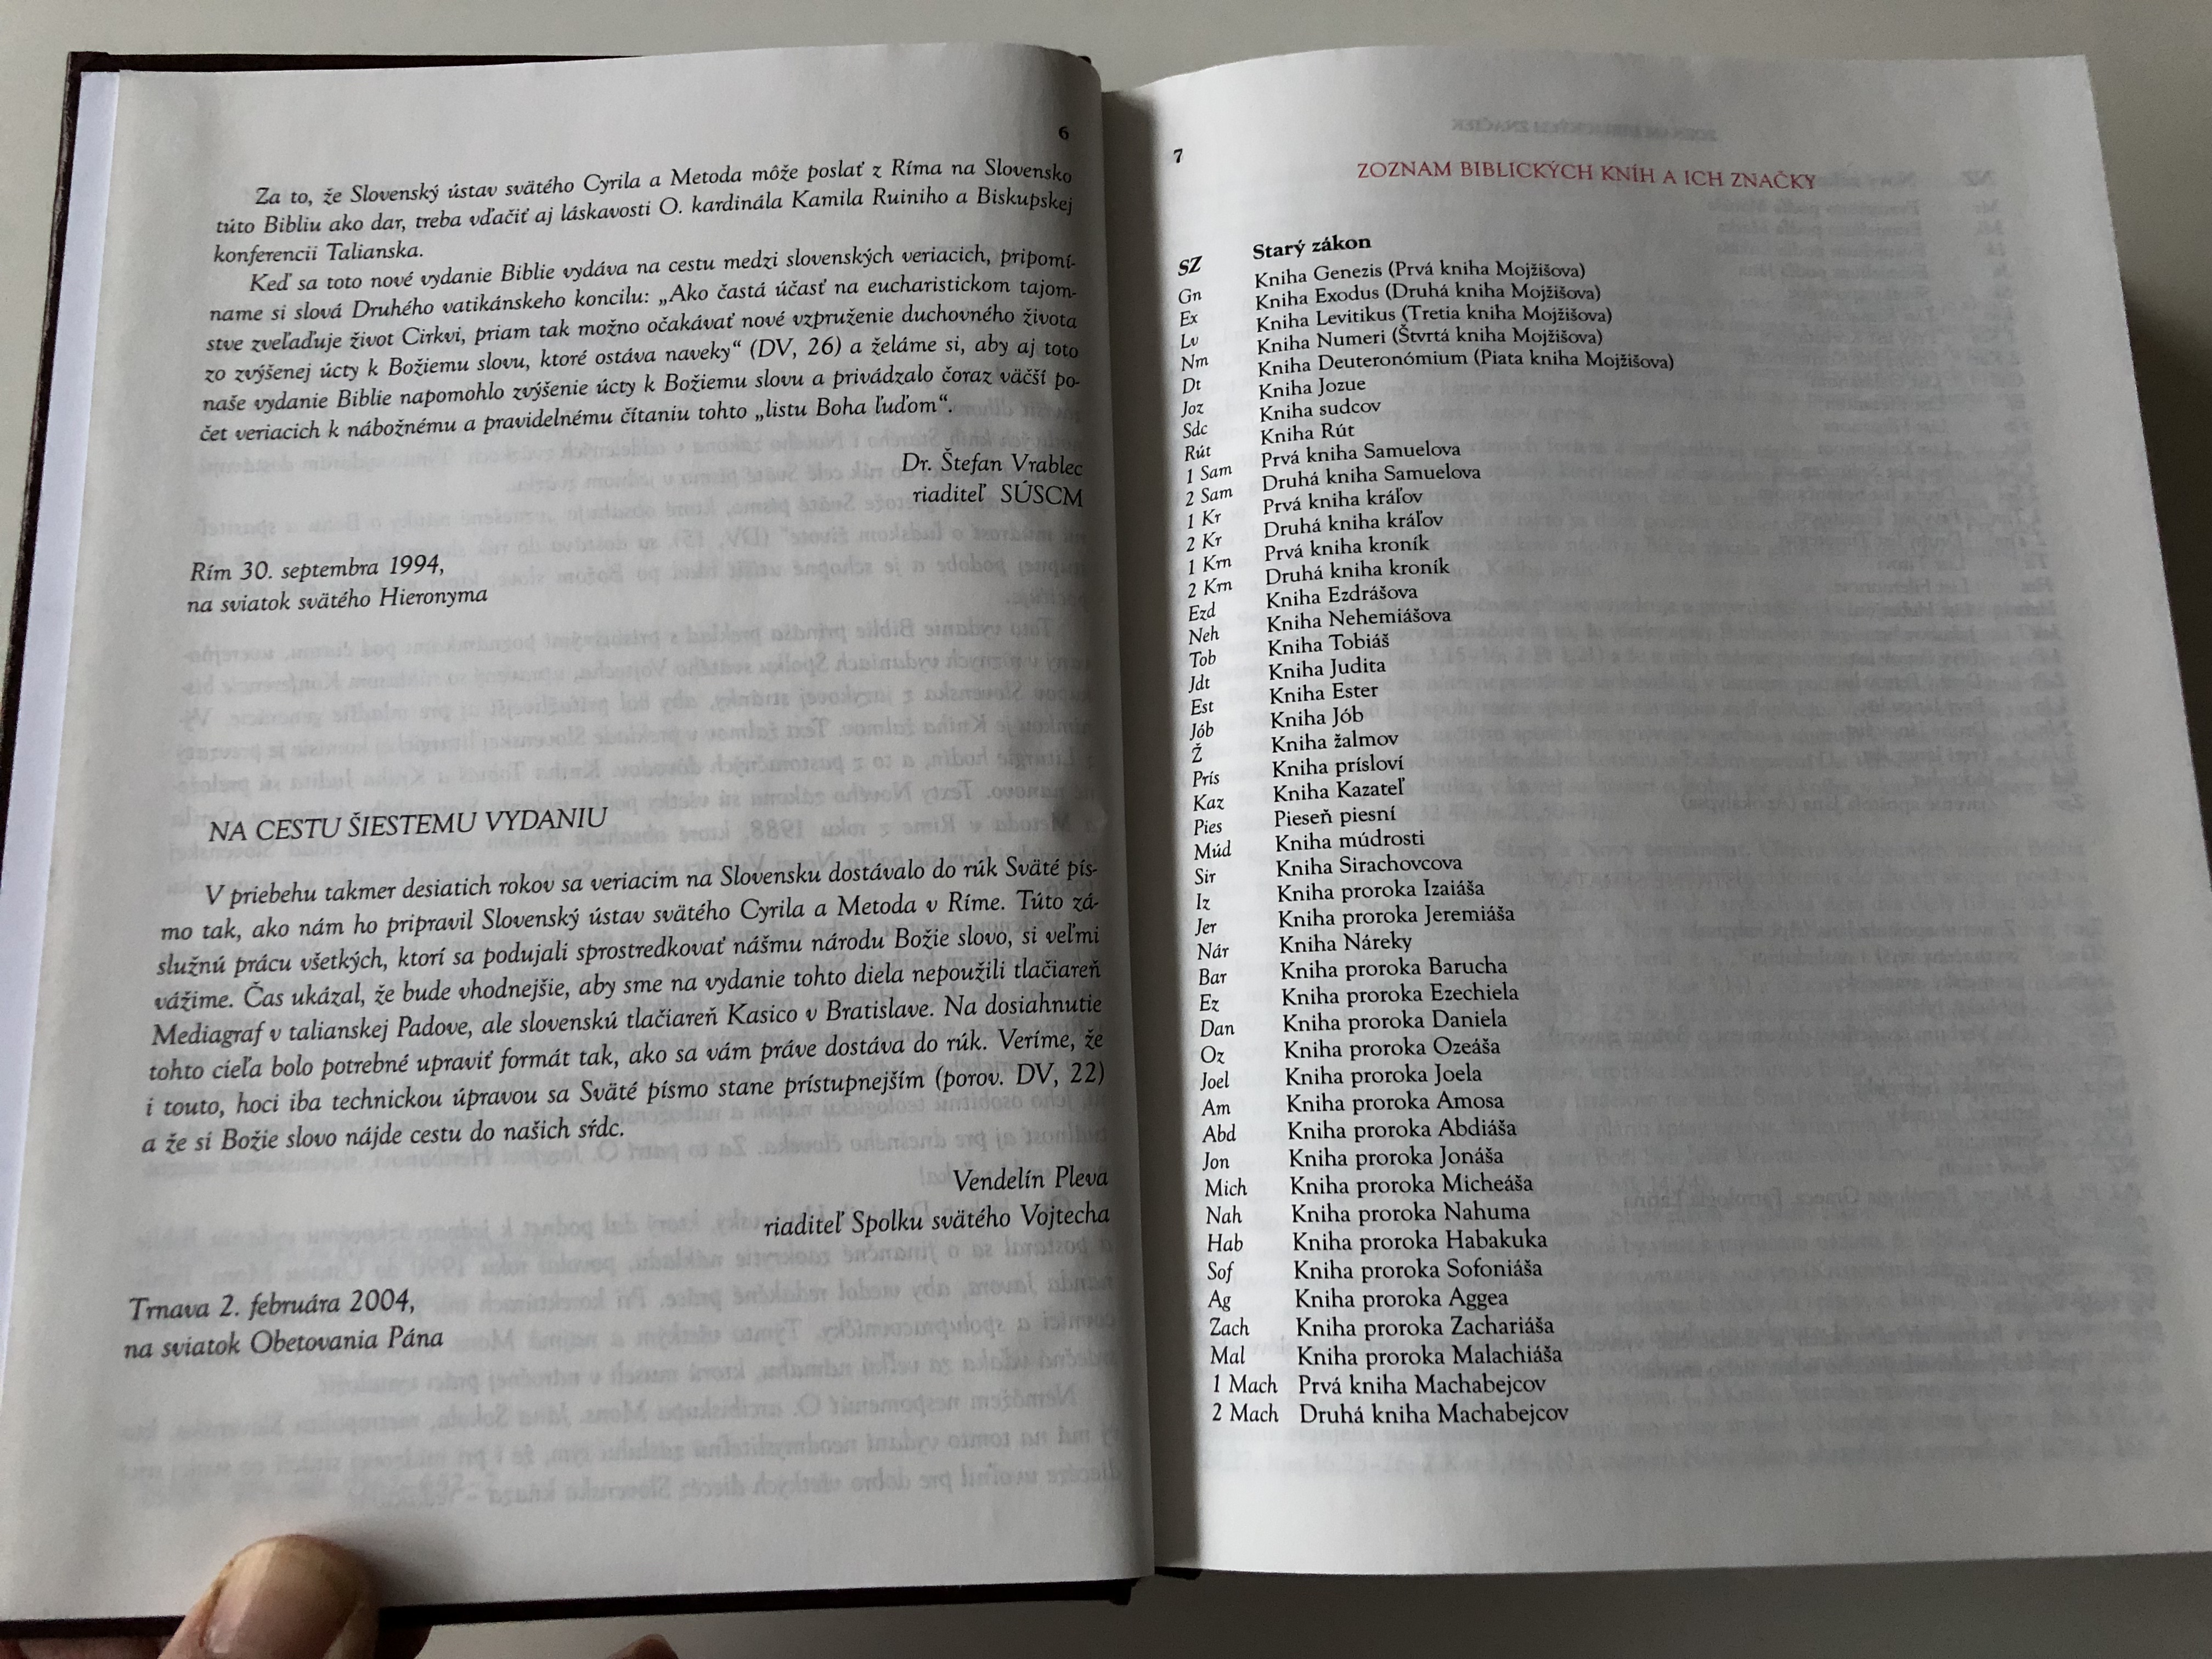 6
Za to, že Slovenský ústav svätého Cyrila a Metoda môže poslať z Ríma na Slovensko
túto Bibliu ako dar, treba vďačiť aj láskavosti O. kardinála Kamila Ruiniho a Biskupskej
konferencii Talianska.
Keď sa toto nové vydanie Biblie vydáva na cestu medzi slovenských veriacich, pripomí-
name si slová Druhého vatikánskeho koncilu: „Ako častá účasť na eucharistickom tajom-
stve zveľaďuje život Cirkvi, priam tak možno očakávať nové vzpruženie duchovného života
zo zvýšenej úcty k Božiemu slovu, ktoré ostáva naveky“ (DV, 26) a želáme si, aby aj toto
naše vydanie Biblie napomohlo zvýšenie úcty k Božiemu slovu a privádzalo čoraz väčší po-
čet veriacich k nábožnému a pravidelnému čítaniu tohto „listu Boha ľuďom“.
Dr. Štefan Vrablec
riaditeľ SÚSCM
Rím 30. septembra 1994,
na sviatok svätého Hieronyma
NA CESTU ŠIESTEMU VYDANIU
V priebehu takmer desiatich rokov sa veriacim na Slovensku dostávalo do rúk Sväté pís-
mo tak, ako nám ho pripravil Slovenský ústav svätého Cyrila a Metoda v Ríme. Túto zá-
služnú prácu všetkých, ktorí sa podujali sprostredkovať nášmu národu Božie slovo, si veľmi
vážime. Čas ukázal, že bude vhodnejšie, aby sme na vydanie tohto diela nepoužili tlačiareň
Mediagraf v talianskej Padove, ale slovenskú tlačiareň Kasico v Bratislave. Na dosiahnutie
tohto cieľa bolo potrebné upraviť formát tak, ako sa vám práve dostáva do rúk. Veríme, že
i touto, hoci iba technickou úpravou sa Sväté písmo stane prístupnejším (porov. DV, 22)
a že si Božie slovo nájde cestu do našich sŕdc.
Vendelín Pleva
riaditeľ Spolku svätého Vojtecha
Trnava 2. februára 2004,
na sviatok Obetovania Pána
7
ZOZNAM BIBLICKÝCH KNÍH A ICH ZNAČKY
SZ Starý zákon
Gn Kniha Genezis (Prvá kniha Mojžišova)
Ex Kniha Exodus (Druhá kniha Mojžišova)
Lv Kniha Levitikus (Tretia kniha Mojžišova)
Nm Kniha Numeri (Štvrtá kniha Mojžišova)
Dt Kniha Deuteronómium (Piata kniha Mojžišova)
Joz Kniha Jozue
Sdc Kniha sudcov
Rút Kniha Rút
1 Sam Prvá kniha Samuelova
2 Sam Druhá kniha Samuelova
1 Kr Prvá kniha kráľov
2 Kr Druhá kniha kráľov
1 Krn Prvá kniha kroník
2 Krn Druhá kniha kroník
Ezd Kniha Ezdrášova
Neh Kniha Nehemiášova
Tob Kniha Tobiáš
Jdt Kniha Judita
Est Kniha Ester
Jób Kniha Jób
Ž Kniha žalmov
Prís Kniha prísloví
Kaz Kniha Kazateľ
Pies Pieseň piesní
Múd Kniha múdrosti
Sir Kniha Sirachovcova
Iz Kniha proroka Izaiáša
Jer Kniha proroka Jeremiáša
Nár Kniha Náreky
Bar Kniha proroka Barucha
Ez Kniha proroka Ezechiela
Dan Kniha proroka Daniela
Oz Kniha proroka Ozeáša
Joel Kniha proroka Joela
Am Kniha proroka Amosa
Abd Kniha proroka Abdiáša
Jon Kniha proroka Jonáša
Mich Kniha proroka Micheáša
Nah Kniha proroka Nahuma
Hab Kniha proroka Habakuka
Sof Kniha proroka Sofoniáša
Ag Kniha proroka Aggea
Zach Kniha proroka Zachariáša
Mal Kniha proroka Malachiáša
1 Mach Prvá kniha Machabejcov
2 Mach Druhá kniha Machabejcov